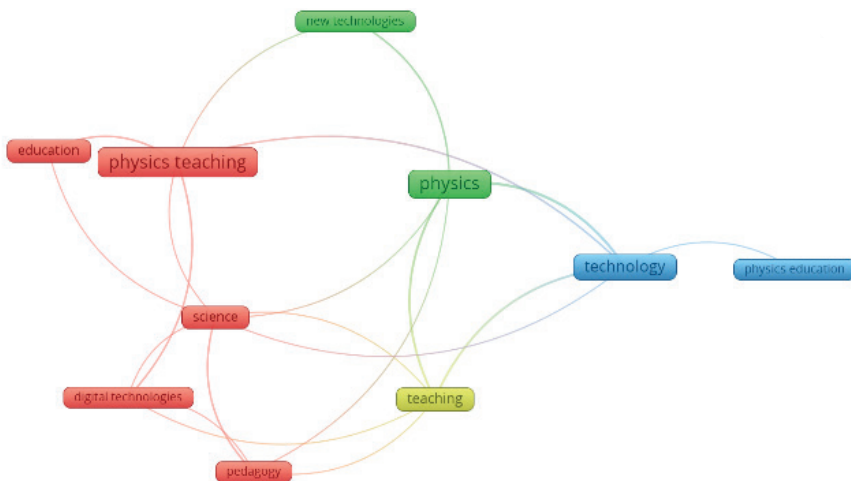 new technologies
education
physics teaching
physics
technology
physics education
science
digital technologies
teaching
pedagogy